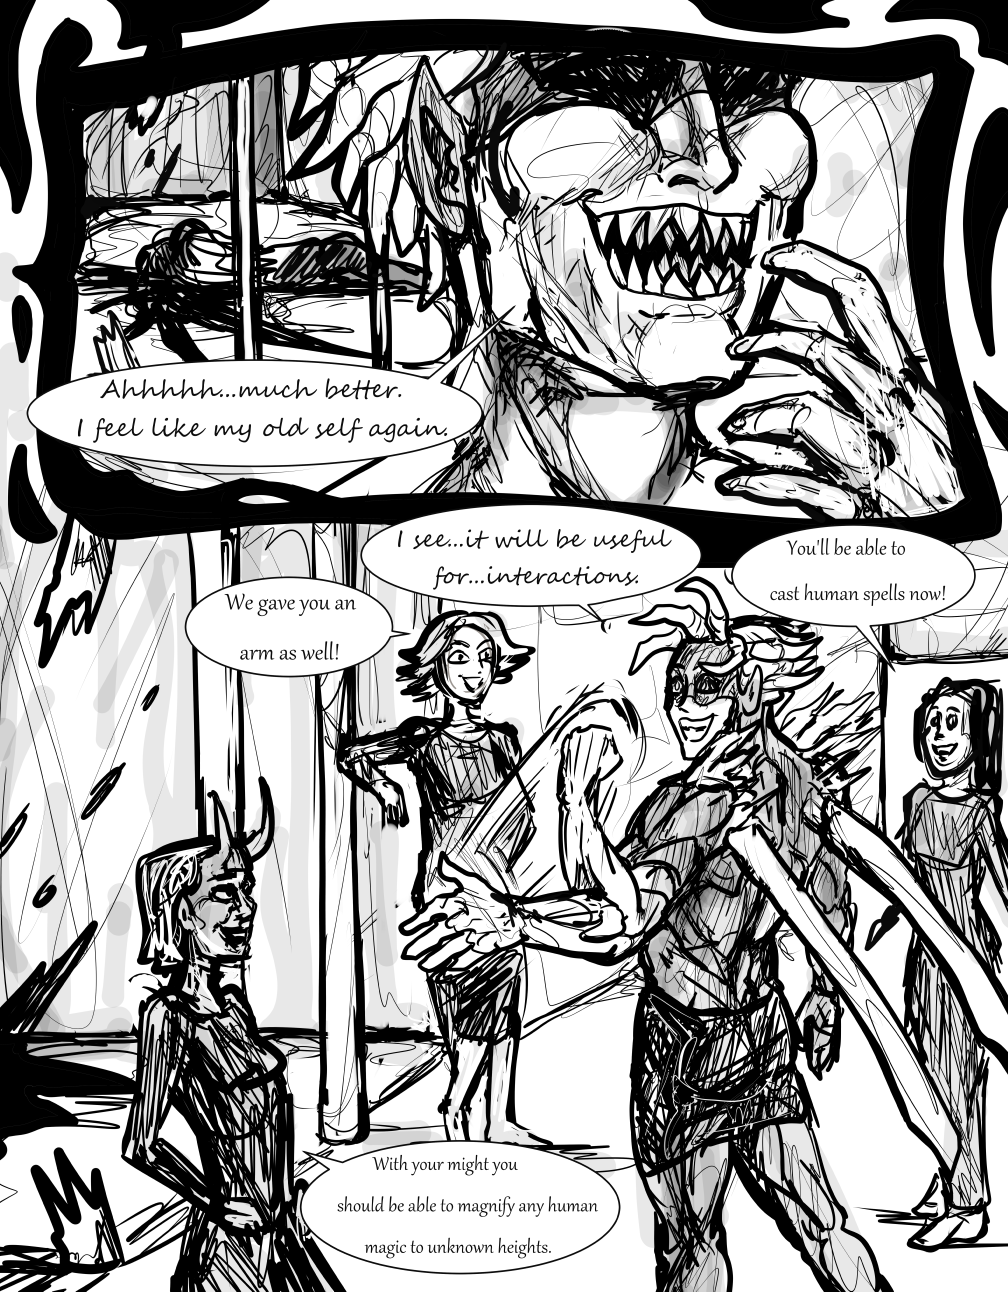 Ahhhhh...much better.
I feel like my old self again.
I see...it will be useful
for...interactions.
You'll be able to
cast human spells now!
We gave you an
arm as well!
With your might you
should be able to magnify any human
magic to unknown heights.